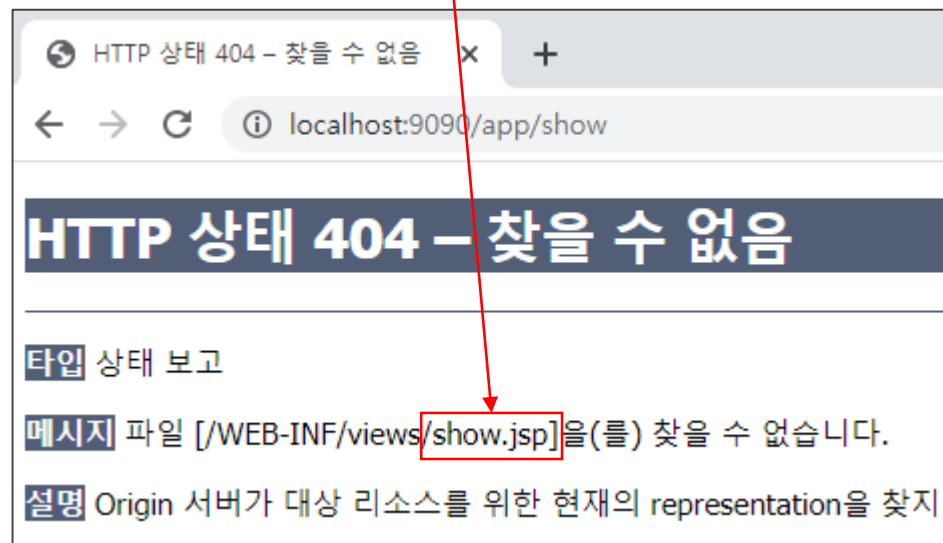 HTTP 상태 404 – 찾을 수 없음
localhost:9090/app/show
HTTP 상태 404 – 찾을 수 없음
타입 상태 보고
메시지 파일 [/WEB-INF/views/show.jsp]을(를) 찾을 수 없습니다.
설명 Origin 서버가 대상 리소스를 위한 현재의 representation을 찾지